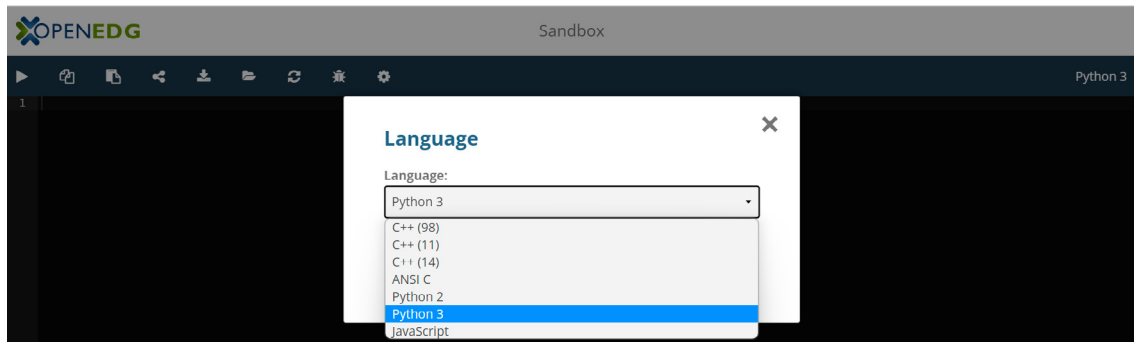 OPENEDG
Sandbox
Python 3
1
Language
Language:
Python 3
C++ (98)
C++ (11)
C++ (14)
ANSI C
Python 2
Python 3
JavaScript